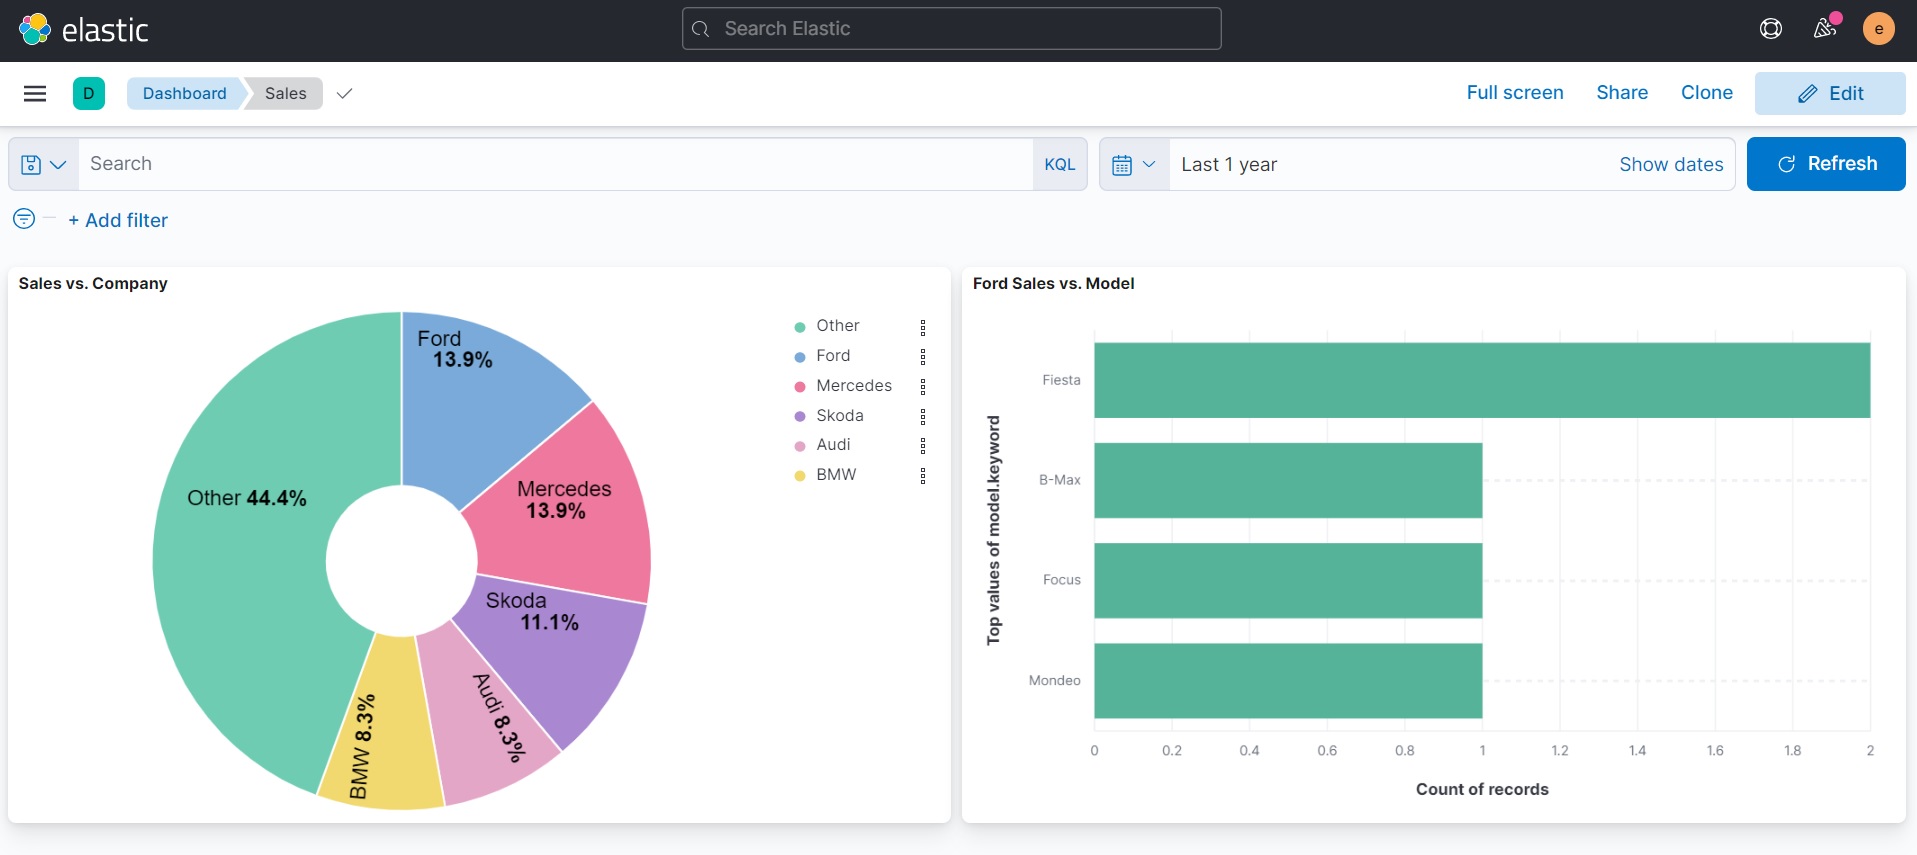 elastic
Search Elastic
e
D
Dashboard
Sales
Full screen
Share
Clone
Edit
Search
KQL
Last 1 year
Show dates
Refresh
+ Add filter
Sales vs. Company
Ford
13.9%
Mercedes
13.9%
Other 44.4%
Skoda
11.1%
Audi 8.3%
BMW 8.3%
Other
Ford
Mercedes
Skoda
Audi
BMW
Ford Sales vs. Model
Top values of model.keyword
Fiesta
B-Max
Focus
Mondeo
0 0.2 0.4 0.6 0.8 1 1.2 1.4 1.6 1.8 2
Count of records